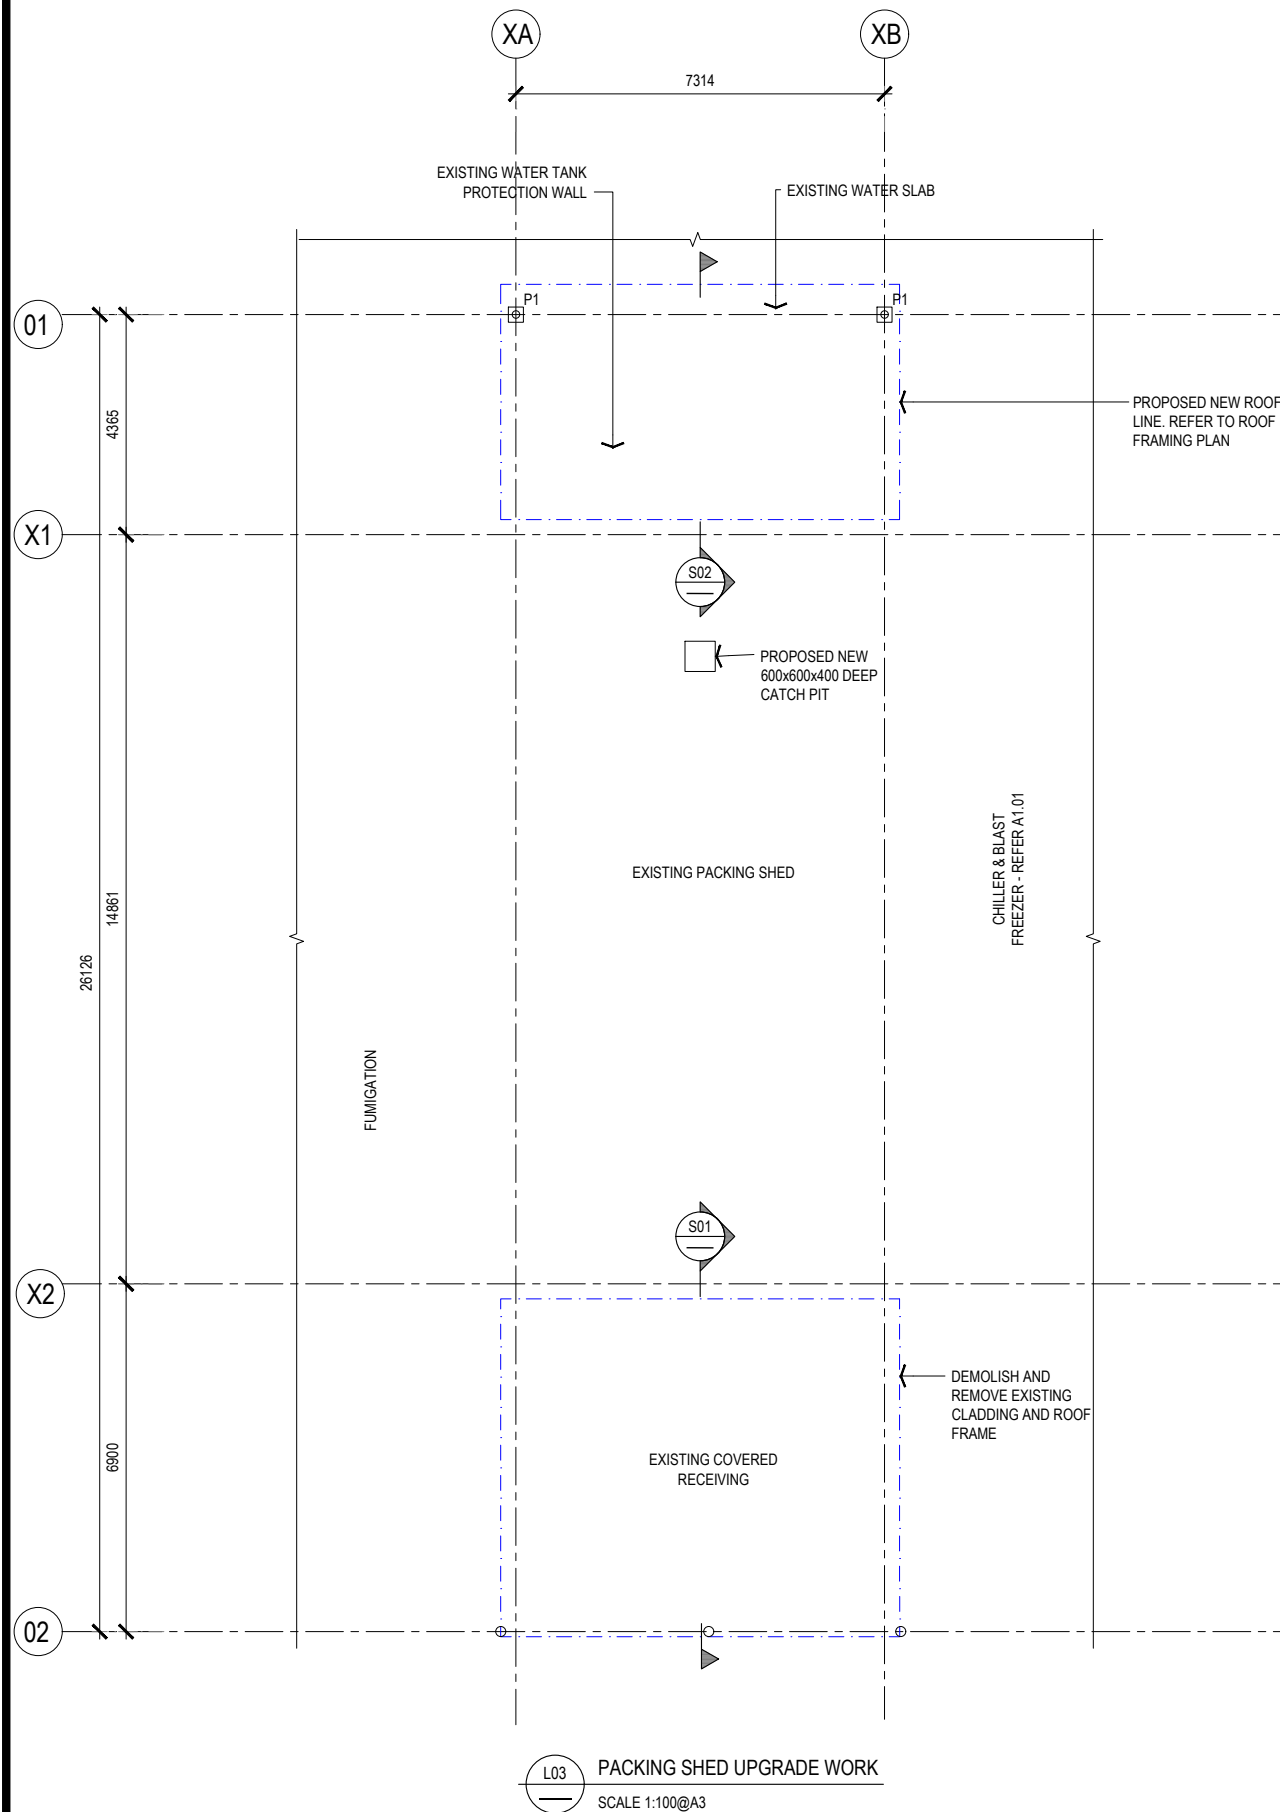 XA
XB
7314
EXISTING WATER TANK
PROTECTION WALL
EXISTING WATER SLAB
P1
P1
01
4365
PROPOSED NEW ROOF
LINE. REFER TO ROOF
FRAMING PLAN
X1
S02
PROPOSED NEW
600x600x400 DEEP
CATCH PIT
EXISTING PACKING SHED
CHILLER & BLAST
FREEZER - REFER A1.01
14861
26126
FUMIGATION
S01
X2
DEMOLISH AND
REMOVE EXISTING
CLADDING AND ROOF
FRAME
6900
EXISTING COVERED
RECEIVING
02
L03
PACKING SHED UPGRADE WORK
SCALE 1:100@A3